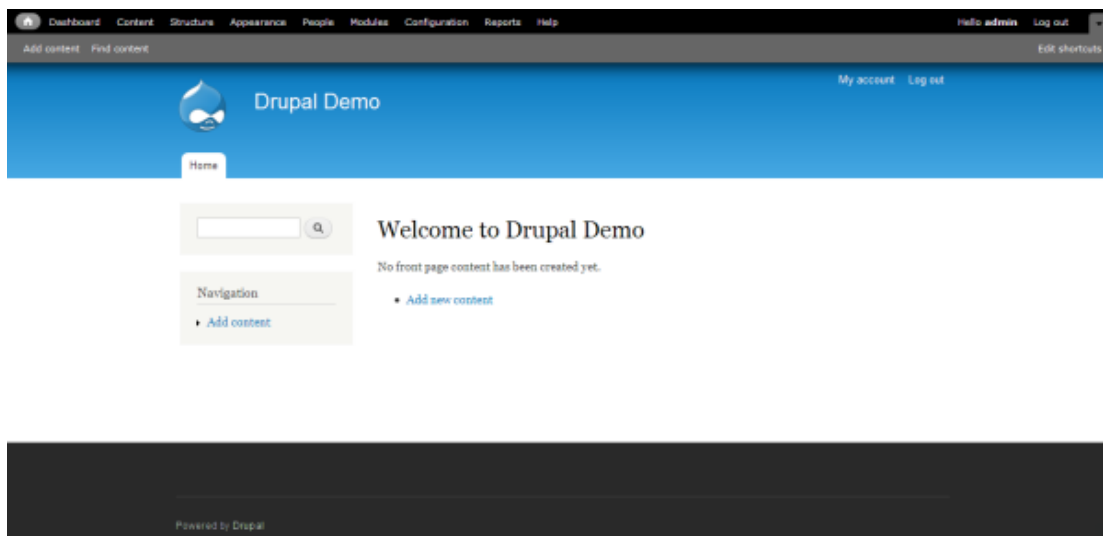 Dashboard Content Structure Appearance People Modules Configuration Reports Help Hello admin Log out
Add content Find content Edit shortcuts
My account Log out
Drupal Demo
Home
Welcome to Drupal Demo
No front page content has been created yet.
Navigation
Add new content
Add content
Powered by Drupal